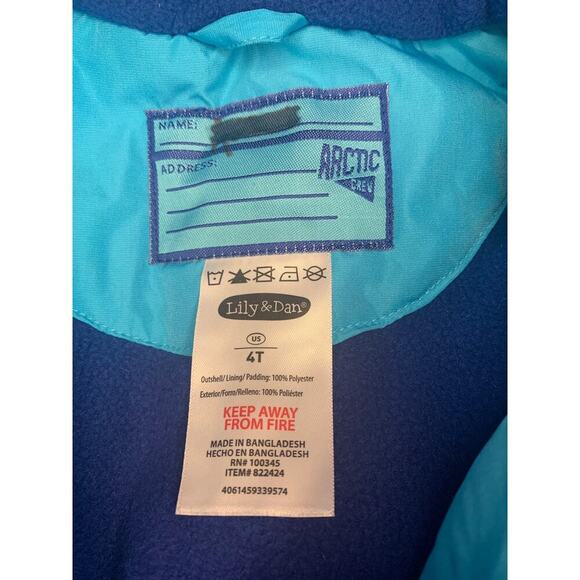 NAME:
ADDRESS:
ARCTIC
CREW
Lily & Dan
US
4T
Outshell/ Lining/ Padding: 100% Polyester
Exterior/Forro/Relleno: 100% Poliéster
KEEP AWAY
FROM FIRE
MADE IN BANGLADESH
HECHO EN BANGLADESH
RN# 100345
ITEM# 822424
4061459339574